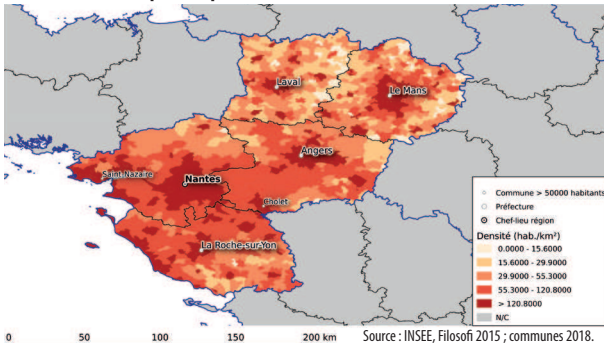 Laval
Le Mans
Angers
Saint-Nazaire
Nantes
Cholet
La Roche-sur-Yon
Commune > 50000 habitants
Préfecture
Chef-lieu région
Densité (hab./km²)
0.0000 - 15.6000
15.6000 - 29.9000
29.9000 - 55.3000
55.3000 - 120.8000
> 120.8000
N/C
0 50 100 150 200 km
Source : INSEE, Filosofi 2015 ; communes 2018.